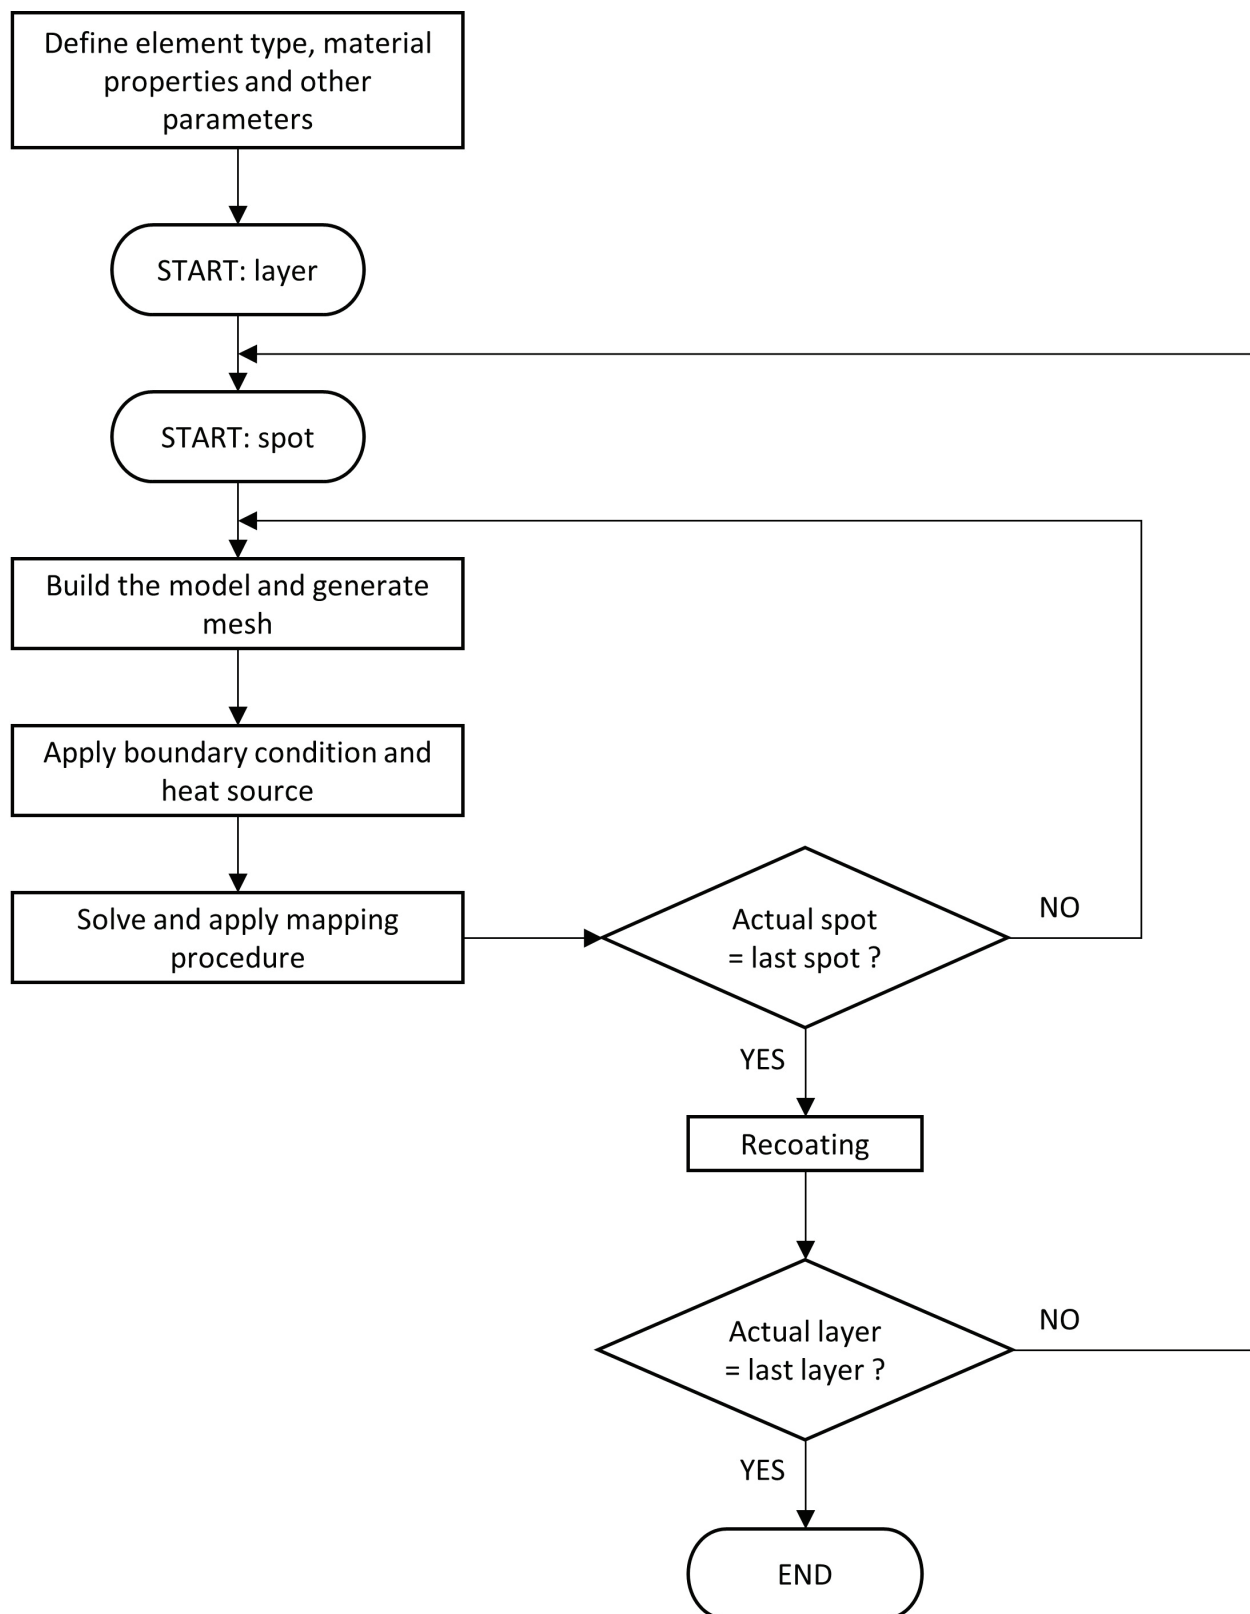 Define element type, material
properties and other
parameters
START: layer
START: spot
Build the model and generate
mesh
Apply boundary condition and
heat source
Solve and apply mapping
procedure
Actual spot
= last spot ?
NO
YES
Recoating
Actual layer
= last layer ?
NO
YES
END